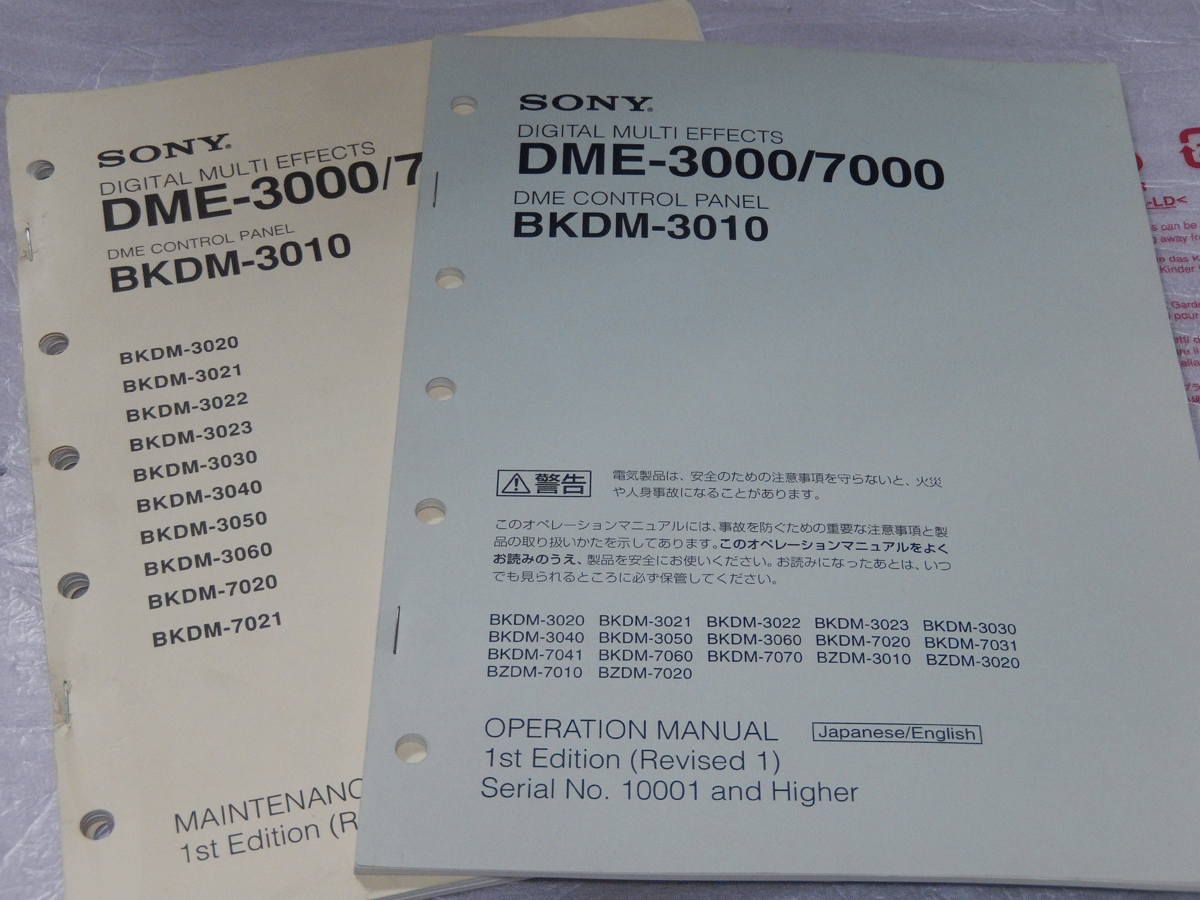 SONY
DIGITAL MULTI EFFECTS
DME-3000/7
DME CONTROL PANEL
BKDM-3010
BKDM-3020
BKDM-3021
BKDM-3022
BKDM-3023
BKDM-3030
BKDM-3040
BKDM-3050
BKDM-3060
BKDM-7020
BKDM-7021
MAINTENANC
1st Edition (R
SONY
DIGITAL MULTI EFFECTS
DME-3000/7000
DME CONTROL PANEL
BKDM-3010
警告
電気製品は、安全のための注意事項を守らないと、火災
や人身事故になることがあります。
このオペレーションマニュアルには、事故を防ぐための重要な注意事項と製
品の取り扱いかたを示してあります。このオペレーションマニュアルをよく
お読みのうえ、製品を安全にお使いください。お読みになったあとは、いつ
でも見られるところに必ず保管してください。
BKDM-3020 BKDM-3021 BKDM-3022 BKDM-3023 BKDM-3030
BKDM-3040 BKDM-3050 BKDM-3060 BKDM-7020 BKDM-7031
BKDM-7041 BKDM-7060 BKDM-7070 BZDM-3010 BZDM-3020
BZDM-7010 BZDM-7020
OPERATION MANUAL Japanese/English
1st Edition (Revised 1)
Serial No. 10001 and Higher
-LD<
s can be
away fro
das K
Kinder
Garde
pour